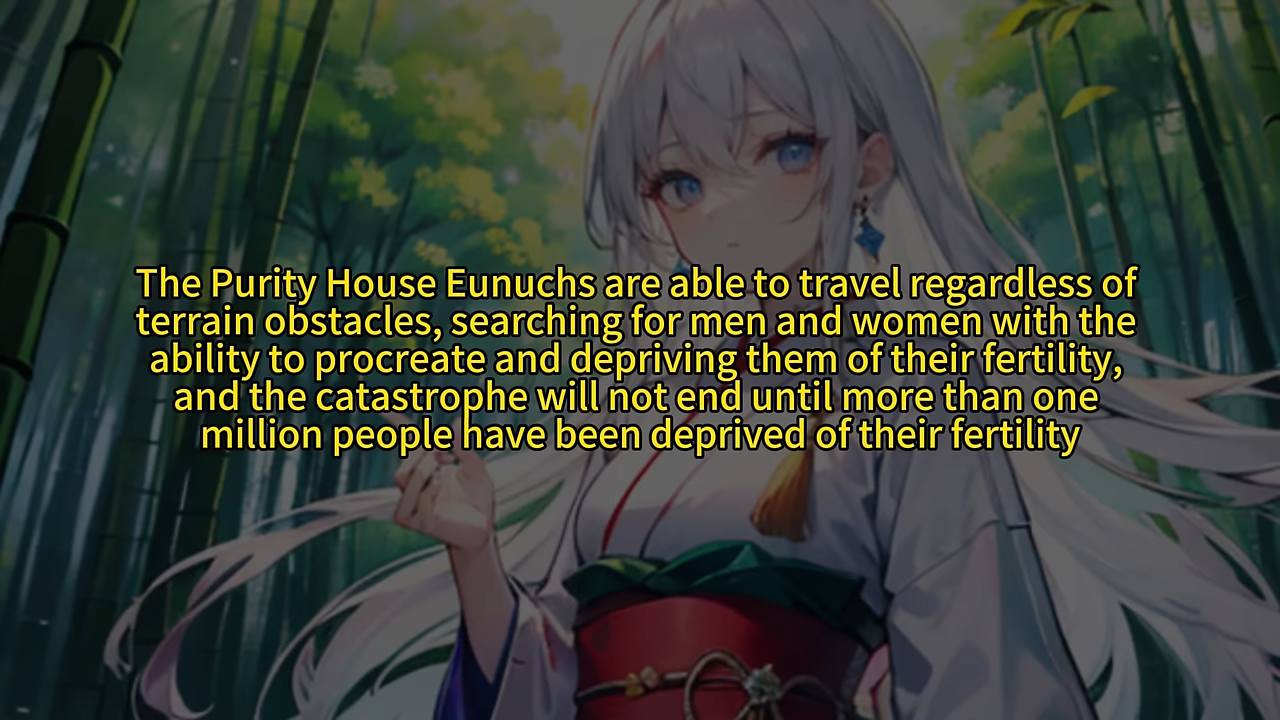 The Purity House Eunuchs are able to travel regardless of
terrain obstacles, searching for men and women with the
ability to procreate and depriving them of their fertility,
and the catastrophe will not end until more than one
million people have been deprived of their fertility